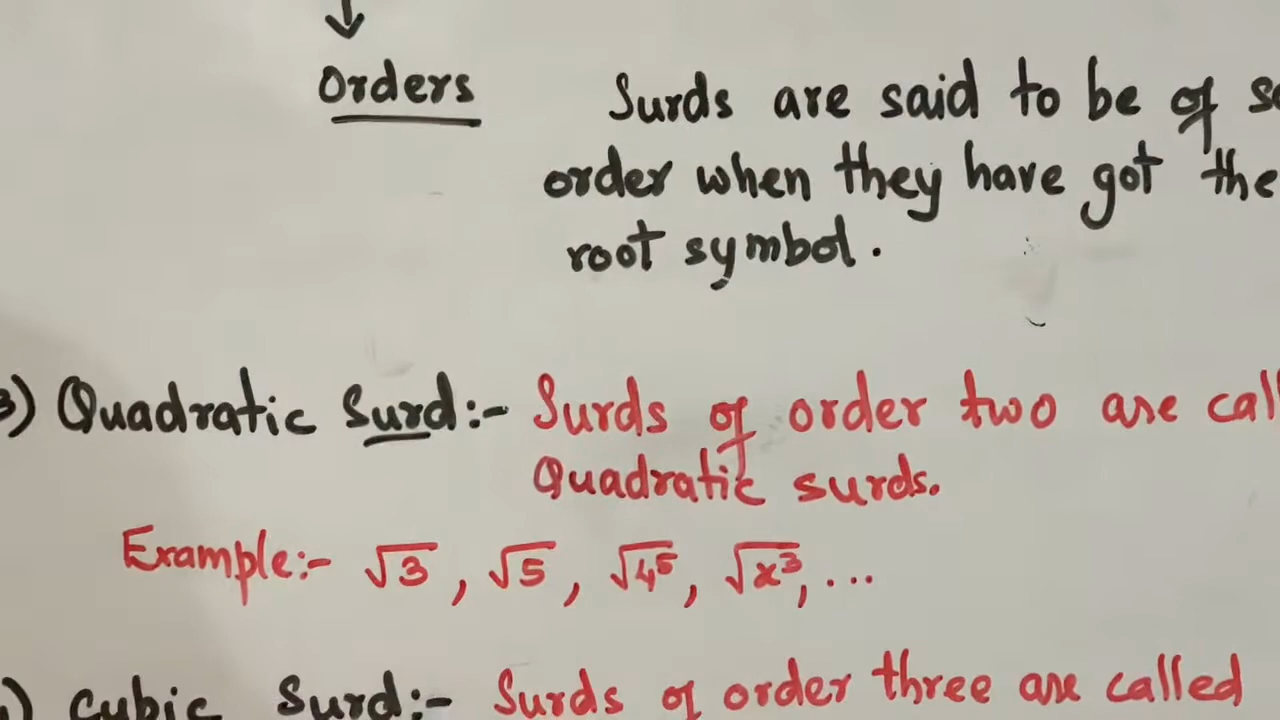 ↓
Orders
Surds are said to be of
order when they have got the
root symbol.
3) Quadratic Surd:- Surds of order two are
Quadratic surds.
Example:- √3, √5, √4⁵, √x³, ...
cubic Surd:- Surds of order three are called